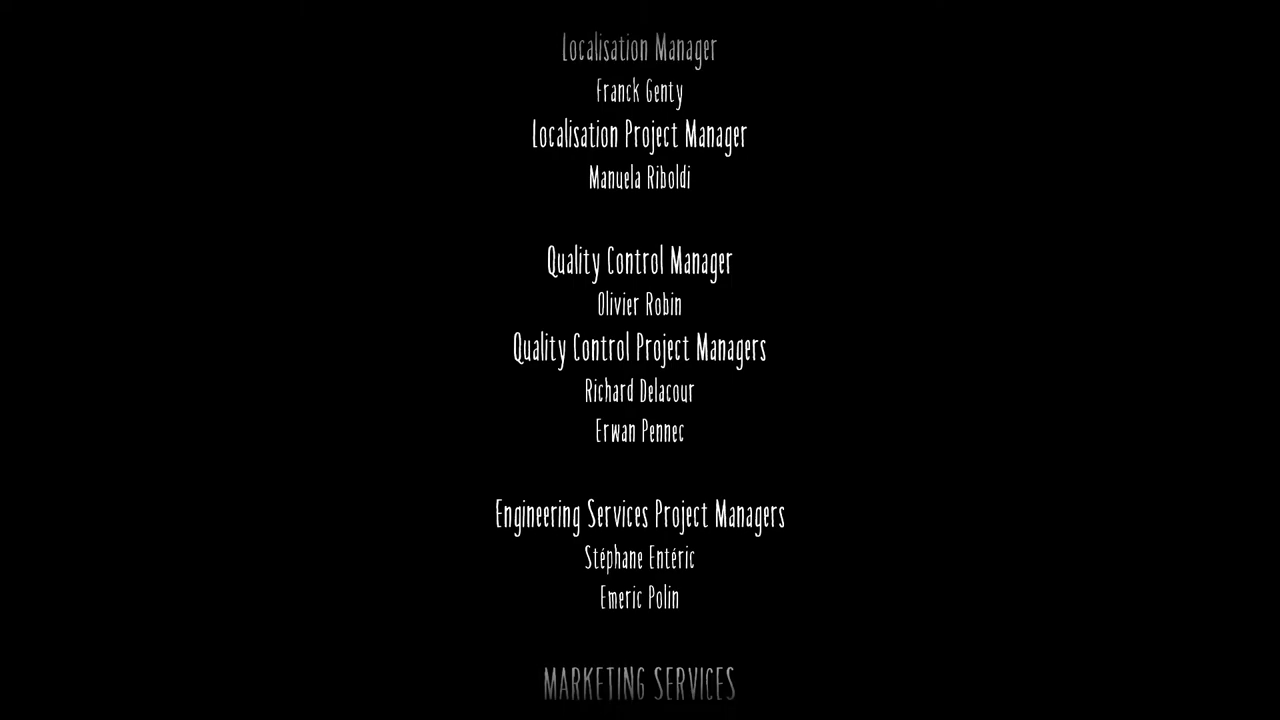 Localisation Manager
Franck Genty
Localisation Project Manager
Manuela Riboldi
Quality Control Manager
Olivier Robin
Quality Control Project Managers
Richard Delacour
Erwan Pennec
Engineering Services Project Managers
Stéphane Entéric
Emeric Polin
MARKETING SERVICES